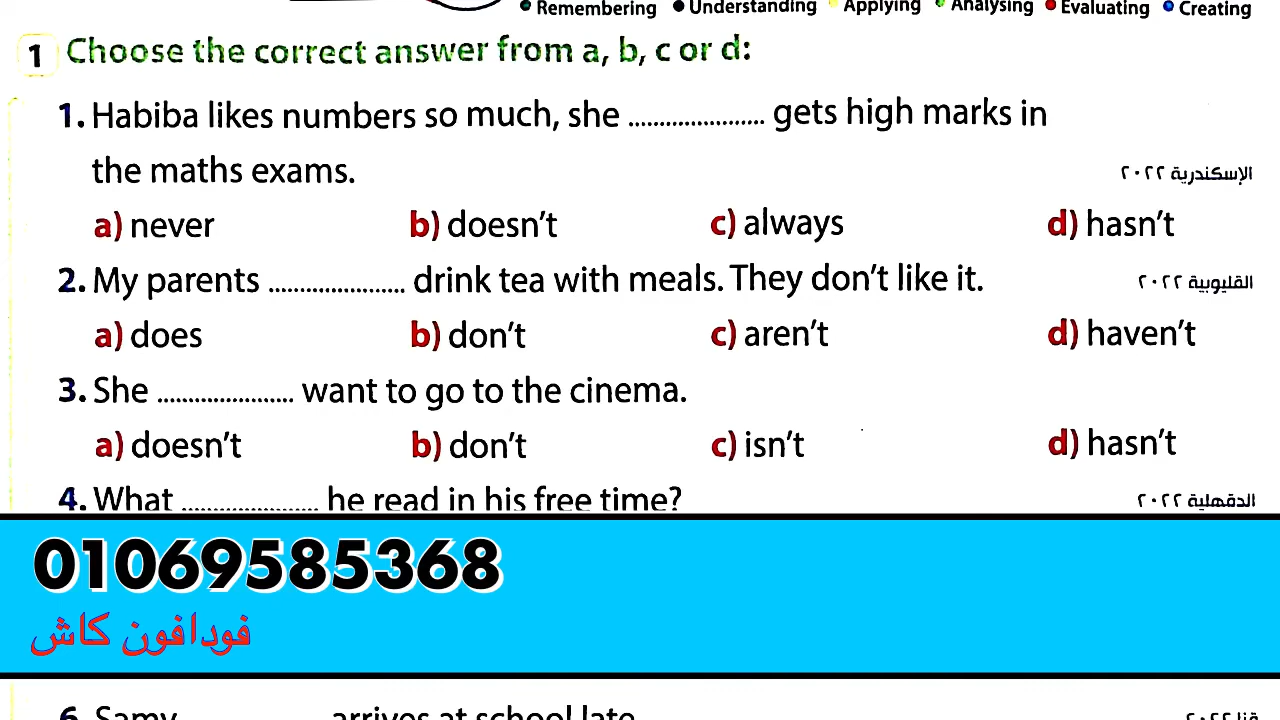 Remembering Understanding Applying Analysing Evaluating Creating
1 Choose the correct answer from a, b, c or d:
1. Habiba likes numbers so much, she ...................... gets high marks in
the maths exams. الإسكندرية ٢٠٢٢
a) never b) doesn't c) always d) hasn't
2. My parents ...................... drink tea with meals. They don't like it. القليوبية ٢٠٢٢
a) does b) don't c) aren't d) haven't
3. She ...................... want to go to the cinema.
a) doesn't b) don't c) isn't d) hasn't
4. What ...................... he read in his free time? الدقهلية ٢٠٢٢
01069585368
فودافون كاش
6. Samy arrives at school late. قنا ٢٠٢٢